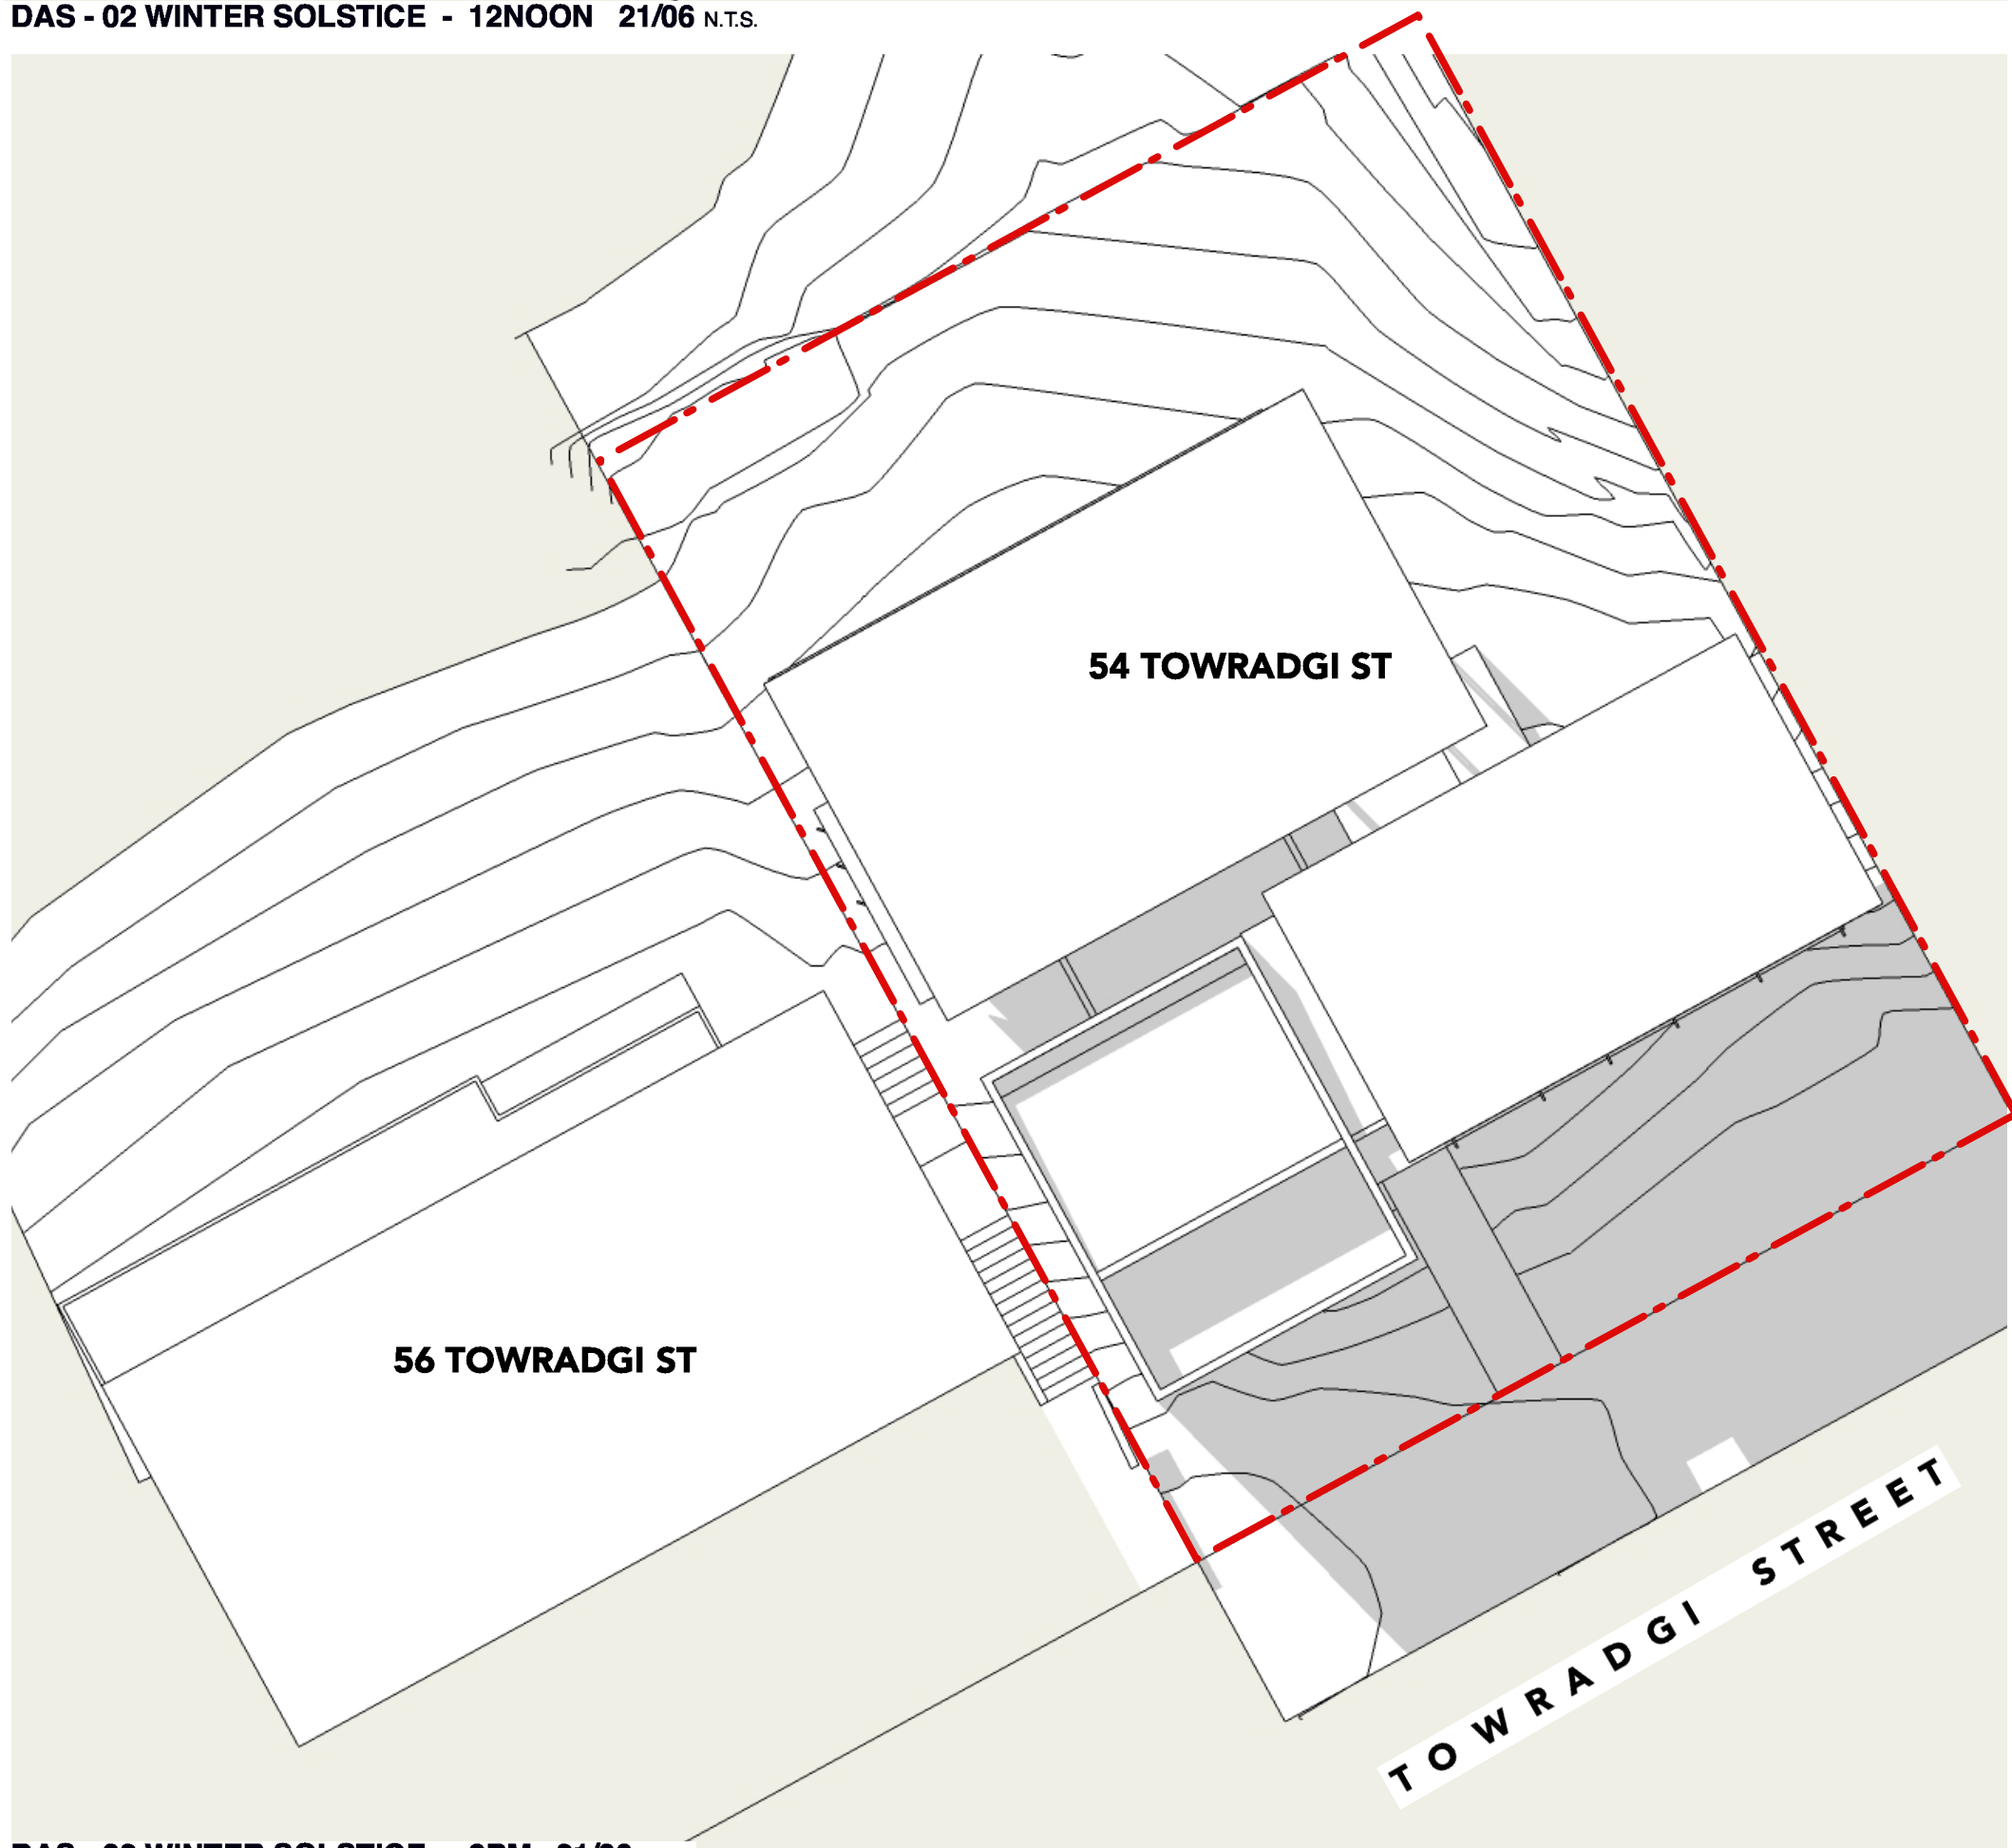 DAS - 02 WINTER SOLSTICE - 12NOON 21/06 N.T.S.
54 TOWRADGI ST
56 TOWRADGI ST
TOWRADGI STREET